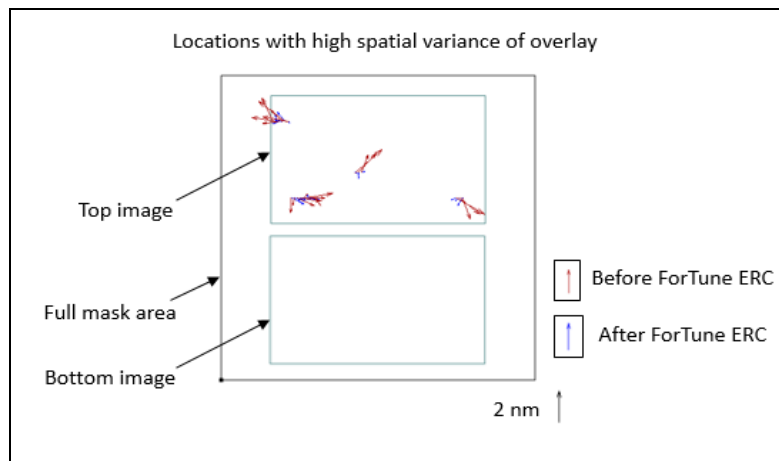 Locations with high spatial variance of overlay
Top image
Full mask area
Bottom image
Before ForTune ERC
After ForTune ERC
2 nm